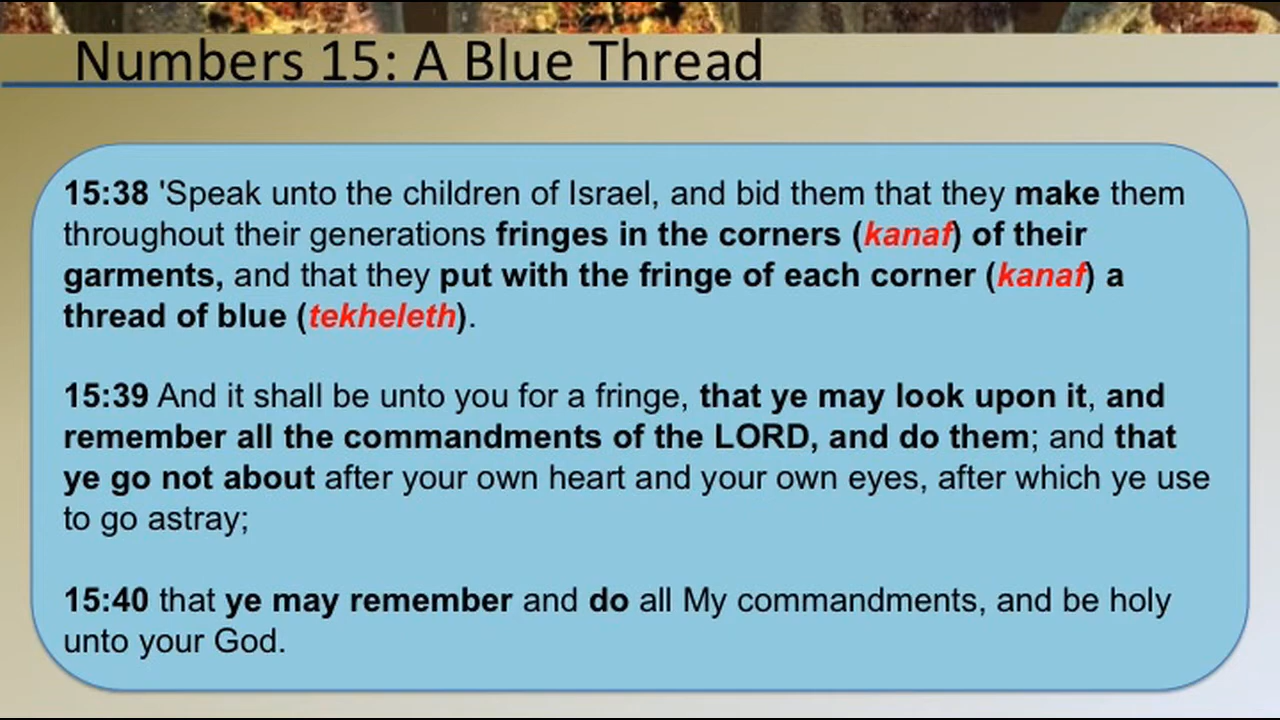 Numbers 15: A Blue Thread
15:38 'Speak unto the children of Israel, and bid them that they make them
throughout their generations fringes in the corners (kanaf) of their
garments, and that they put with the fringe of each corner (kanaf) a
thread of blue (tekheleth).
15:39 And it shall be unto you for a fringe, that ye may look upon it, and
remember all the commandments of the LORD, and do them; and that
ye go not about after your own heart and your own eyes, after which ye use
to go astray;
15:40 that ye may remember and do all My commandments, and be holy
unto your God.